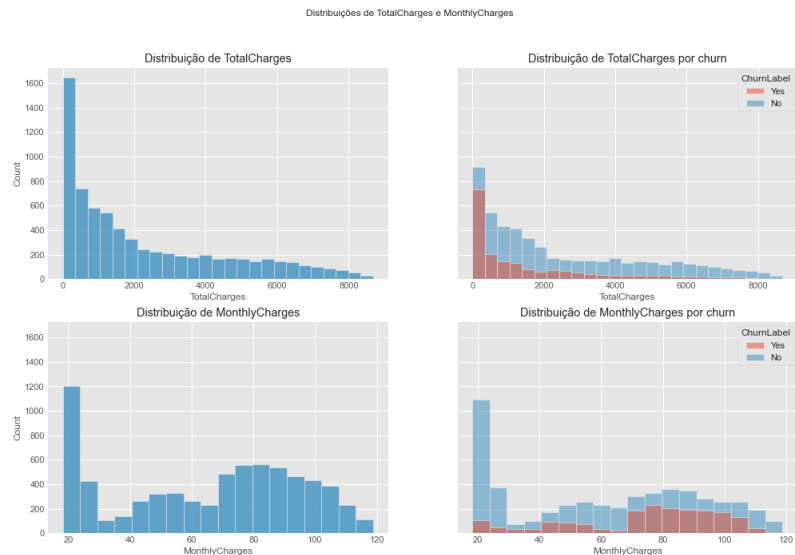 Distribuições de TotalCharges e MonthlyCharges
Distribuição de TotalCharges
Distribuição de TotalCharges por churn
1600
1400
1200
1000
800
600
400
200
0
Count
0 2000 4000 6000 8000
TotalCharges
ChurnLabel
Yes
No
0 2000 4000 6000 8000
TotalCharges
Distribuição de MonthlyCharges
Distribuição de MonthlyCharges por churn
1600
1400
1200
1000
800
600
400
200
0
Count
20 40 60 80 100 120
MonthlyCharges
ChurnLabel
Yes
No
20 40 60 80 100 120
MonthlyCharges